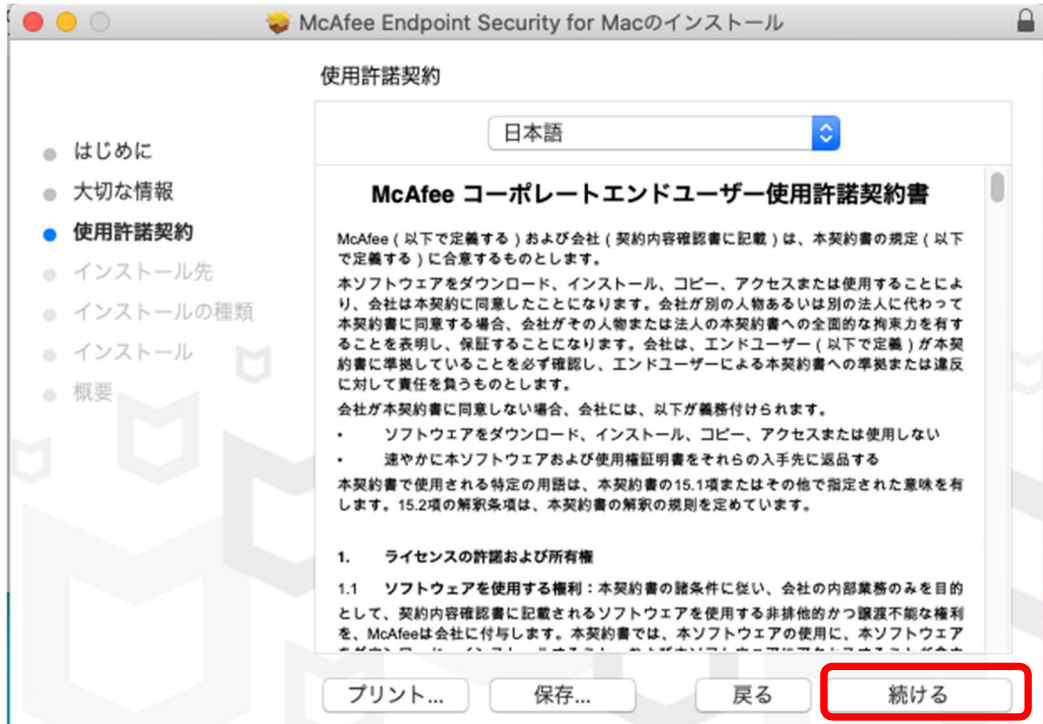 McAfee Endpoint Security for Macのインストール
使用許諾契約
日本語
はじめに
大切な情報
使用許諾契約
インストール先
インストールの種類
インストール
概要
McAfee コーポレートエンドユーザー使用許諾契約書
McAfee ( 以下で定義する ) および会社 ( 契約内容確認書に記載 ) は、本契約書の規定 ( 以下
で定義する ) に合意するものとします。
本ソフトウェアをダウンロード、インストール、コピー、アクセスまたは使用することによ
り、会社は本契約に同意したことになります。会社が別の人物あるいは別の法人に代わって
本契約書に同意する場合、会社がその人物または法人の本契約書への全面的な拘束力を有す
ることを表明し、保証することになります。会社は、エンドユーザー ( 以下で定義 ) が本契
約書に準拠していることを必ず確認し、エンドユーザーによる本契約書への準拠または違反
に対して責任を負うものとします。
会社が本契約書に同意しない場合、会社には、以下が義務付けられます。
• ソフトウェアをダウンロード、インストール、コピー、アクセスまたは使用しない
• 速やかに本ソフトウェアおよび使用権証明書をそれらの入手先に返品する
本契約書で使用される特定の用語は、本契約書の15.1項またはその他で指定された意味を有
します。15.2項の解釈条項は、本契約書の解釈の規則を定めています。
1. ライセンスの許諾および所有権
1.1 ソフトウェアを使用する権利：本契約書の諸条件に従い、会社の内部業務のみを目的
として、契約内容確認書に記載されるソフトウェアを使用する非排他的かつ譲渡不能な権利
を、McAfeeは会社に付与します。本契約書では、本ソフトウェアの使用に、本ソフトウェア
プリント...
保存...
戻る
続ける